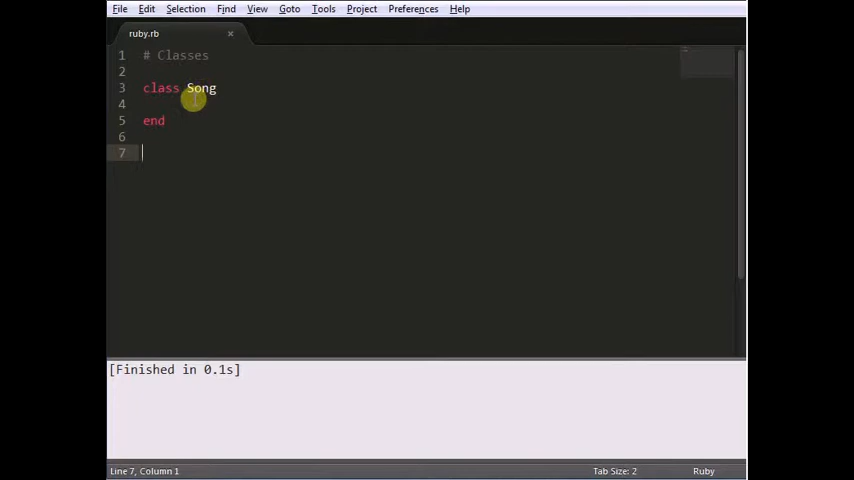 File Edit Selection Find View Goto Tools Project Preferences Help
ruby.rb ×
1 # Classes
2
3 class Song
4
5 end
6
7
[Finished in 0.1s]
Line 7, Column 1 Tab Size: 2 Ruby